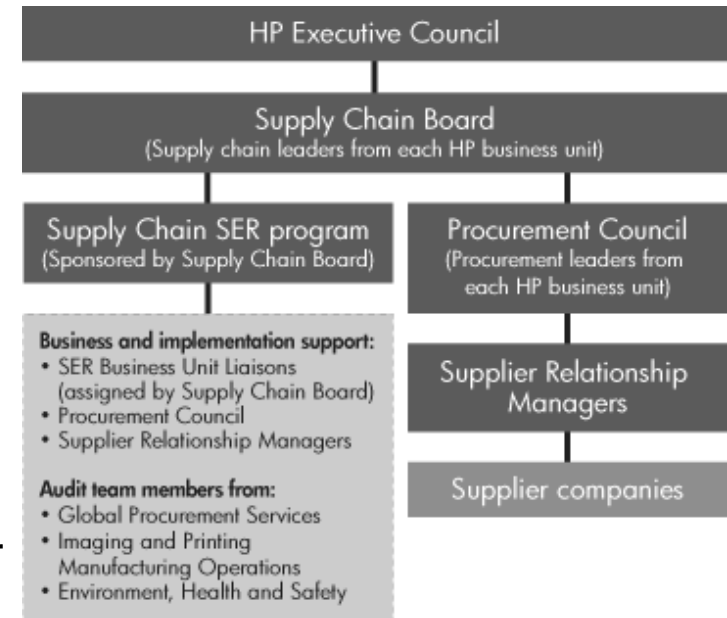 HP Executive Council
Supply Chain Board
(Supply chain leaders from each HP business unit)
Supply Chain SER program
(Sponsored by Supply Chain Board)
Procurement Council
(Procurement leaders from
each HP business unit)
Business and implementation support:
• SER Business Unit Liaisons
(assigned by Supply Chain Board)
• Procurement Council
• Supplier Relationship Managers
Audit team members from:
• Global Procurement Services
• Imaging and Printing
Manufacturing Operations
• Environment, Health and Safety
Supplier Relationship
Managers
Supplier companies